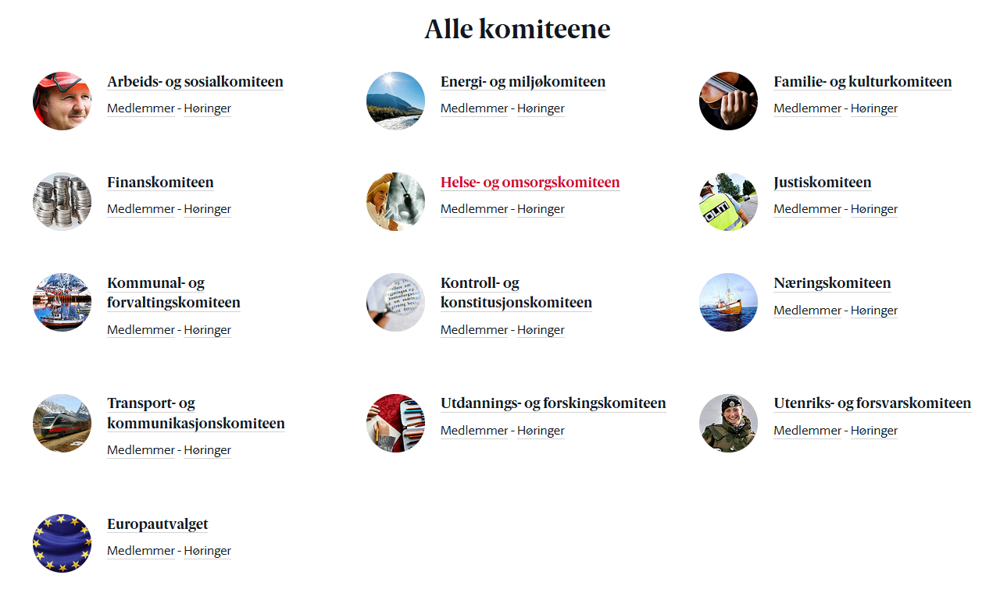 Alle komiteene
Arbeids- og sosialkomiteen
Medlemmer - Høringer
Energi- og miljøkomiteen
Medlemmer - Høringer
Familie- og kulturkomiteen
Medlemmer - Høringer
Finanskomiteen
Medlemmer - Høringer
Helse- og omsorgskomiteen
Medlemmer - Høringer
Justiskomiteen
Medlemmer - Høringer
Kommunal- og
forvaltingskomiteen
Medlemmer - Høringer
Kontroll- og
konstitusjonskomiteen
Medlemmer - Høringer
Næringskomiteen
Medlemmer - Høringer
Transport- og
kommunikasjonskomiteen
Medlemmer - Høringer
Utdannings- og forskingskomiteen
Medlemmer - Høringer
Utenriks- og forsvarskomiteen
Medlemmer - Høringer
Europautvalget
Medlemmer - Høringer